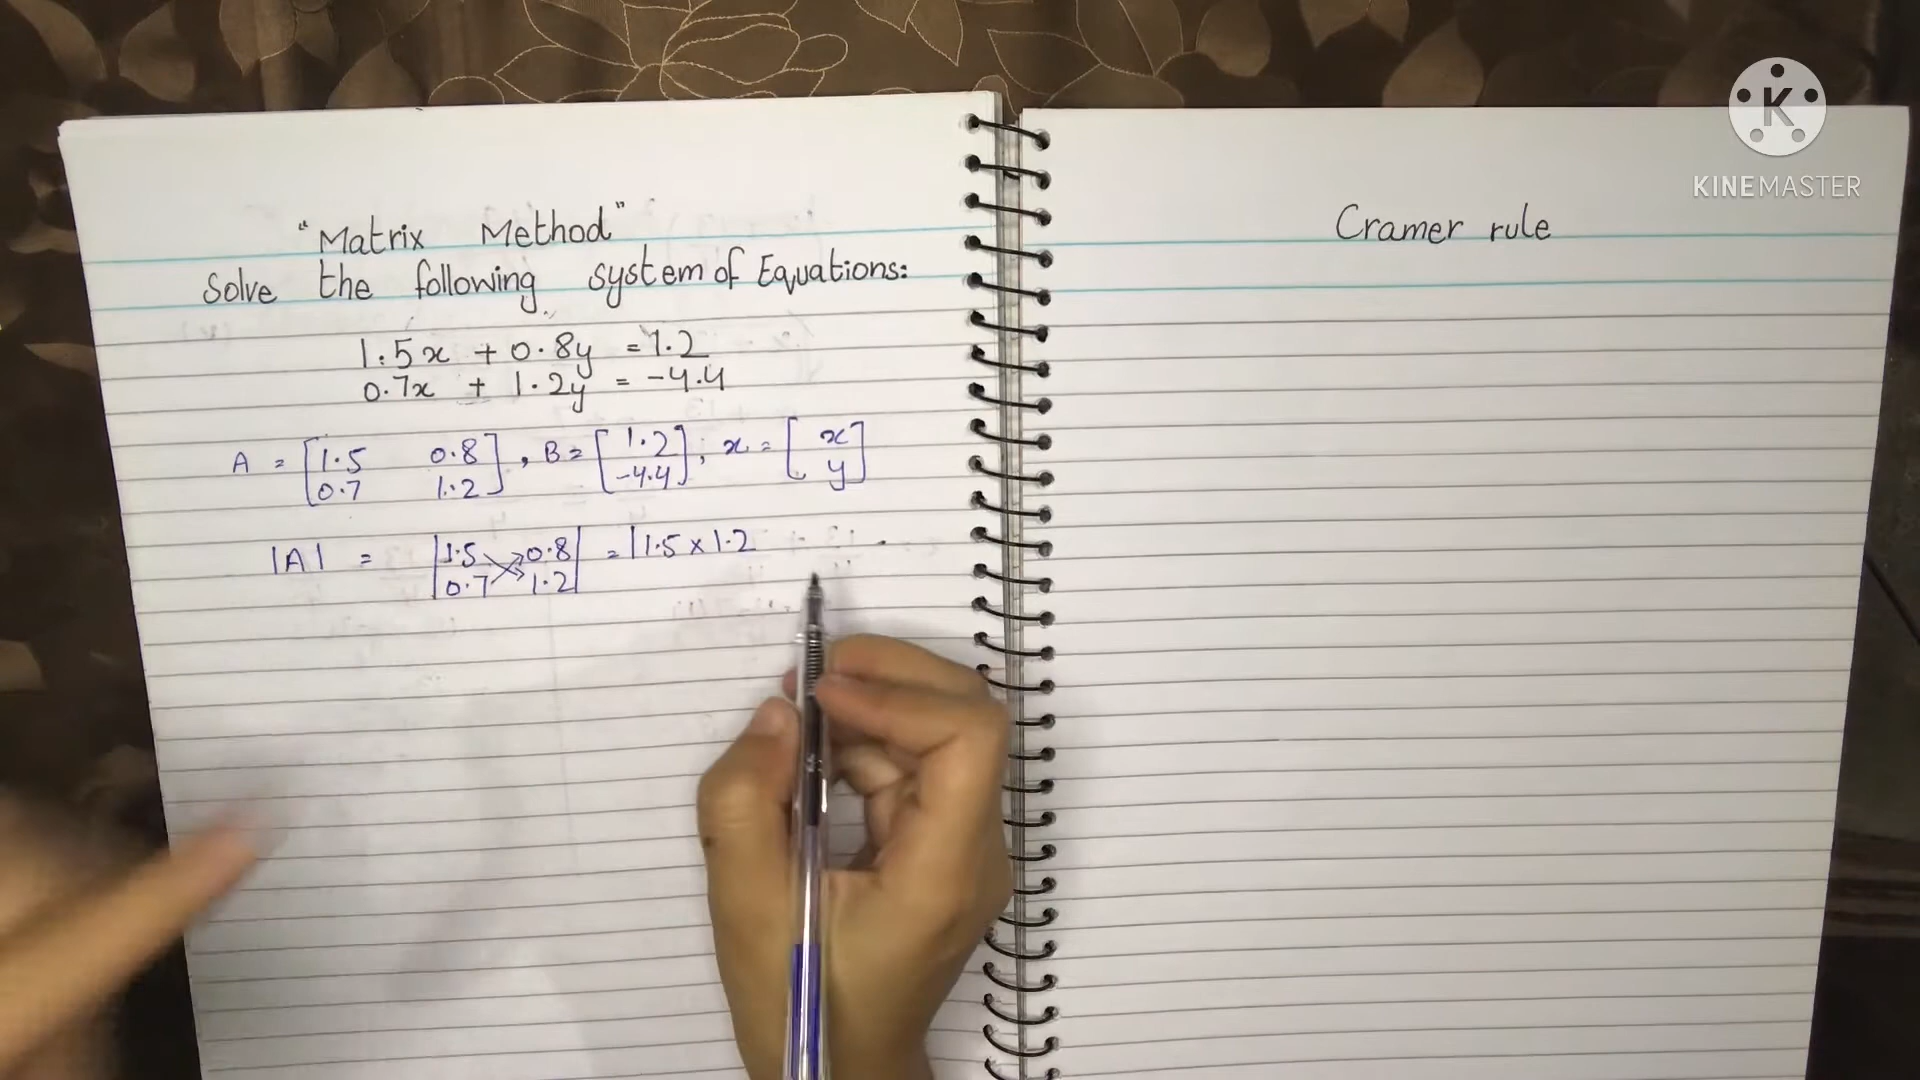 "Matrix Method"
Solve the following system of Equations:
1.5x + 0.8y = 1.2
0.7x + 1.2y = -4.4
A = [1.5 0.8], B = [1.2]; x = [x]
0.7 1.2 -4.4 y
|A| = |1.5 0.8| = |1.5 x 1.2
0.7 1.2
Cramer rule
K
KINEMASTER